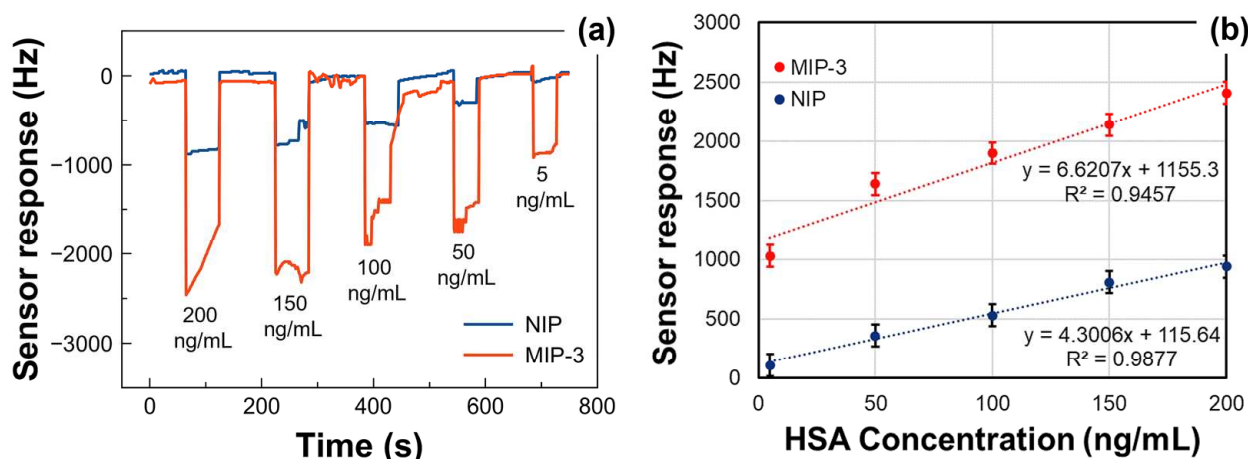 (a)
Sensor response (Hz)
0
−1000
−2000
−3000
200
ng/mL
150
ng/mL
100
ng/mL
50
ng/mL
5
ng/mL
NIP
MIP-3
0
200
400
600
800
Time (s)
(b)
Sensor response (Hz)
3000
2500
2000
1500
1000
500
0
MIP-3
NIP
y = 6.6207x + 1155.3
R² = 0.9457
y = 4.3006x + 115.64
R² = 0.9877
0
50
100
150
200
HSA Concentration (ng/mL)